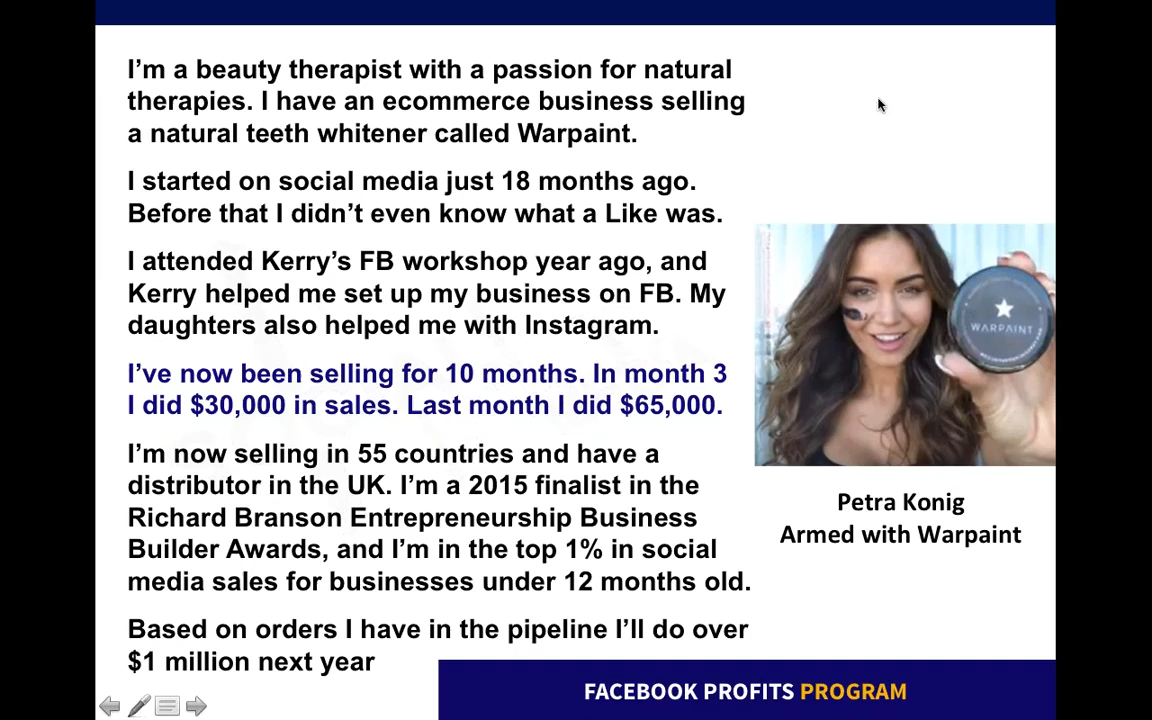 I'm a beauty therapist with a passion for natural
therapies. I have an ecommerce business selling
a natural teeth whitener called Warpaint.
I started on social media just 18 months ago.
Before that I didn't even know what a Like was.
I attended Kerry's FB workshop year ago, and
Kerry helped me set up my business on FB. My
daughters also helped me with Instagram.
I've now been selling for 10 months. In month 3
I did $30,000 in sales. Last month I did $65,000.
I'm now selling in 55 countries and have a
distributor in the UK. I'm a 2015 finalist in the
Richard Branson Entrepreneurship Business
Builder Awards, and I'm in the top 1% in social
media sales for businesses under 12 months old.
Based on orders I have in the pipeline I'll do over
$1 million next year
WARPAINT
Petra Konig
Armed with Warpaint
FACEBOOK PROFITS PROGRAM